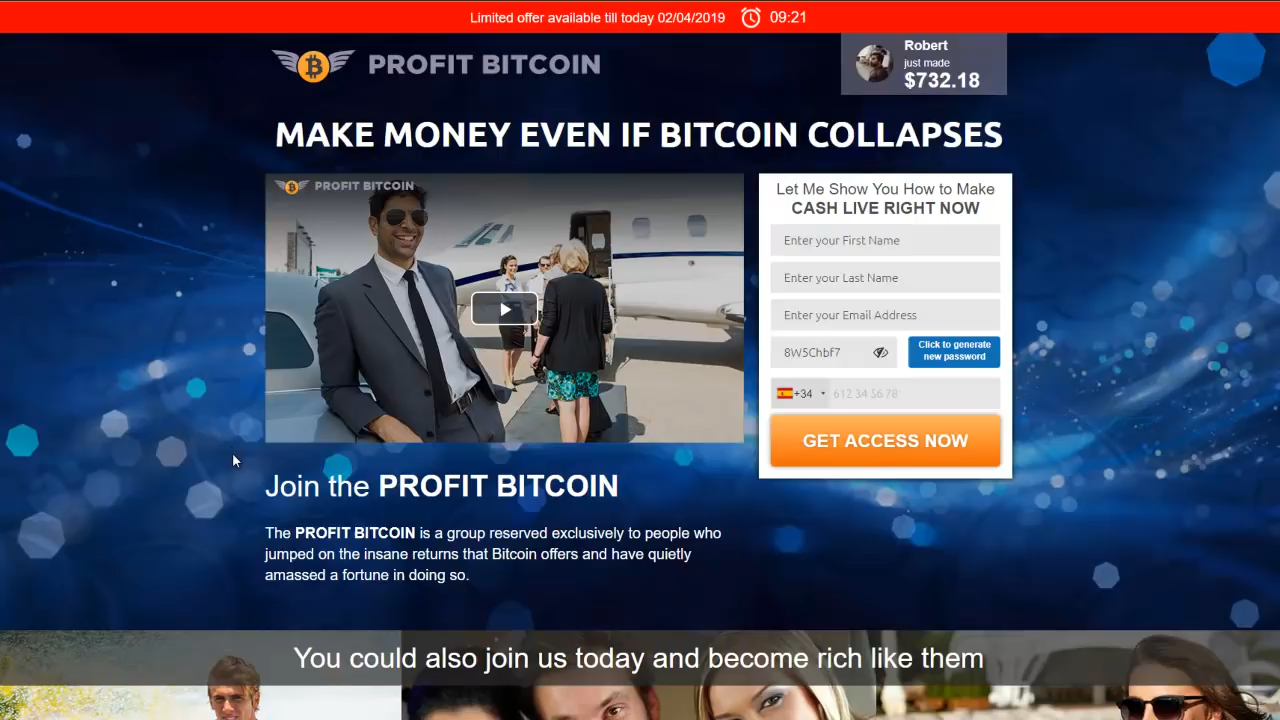 Limited offer available till today 02/04/2019 09:21
PROFIT BITCOIN
Robert
just made
$732.18
MAKE MONEY EVEN IF BITCOIN COLLAPSES
PROFIT BITCOIN
Let Me Show You How to Make
CASH LIVE RIGHT NOW
Enter your First Name
Enter your Last Name
Enter your Email Address
8W5Chbf7
Click to generate
new password
+34 612 34 56 78
GET ACCESS NOW
Join the PROFIT BITCOIN
The PROFIT BITCOIN is a group reserved exclusively to people who
jumped on the insane returns that Bitcoin offers and have quietly
amassed a fortune in doing so.
You could also join us today and become rich like them